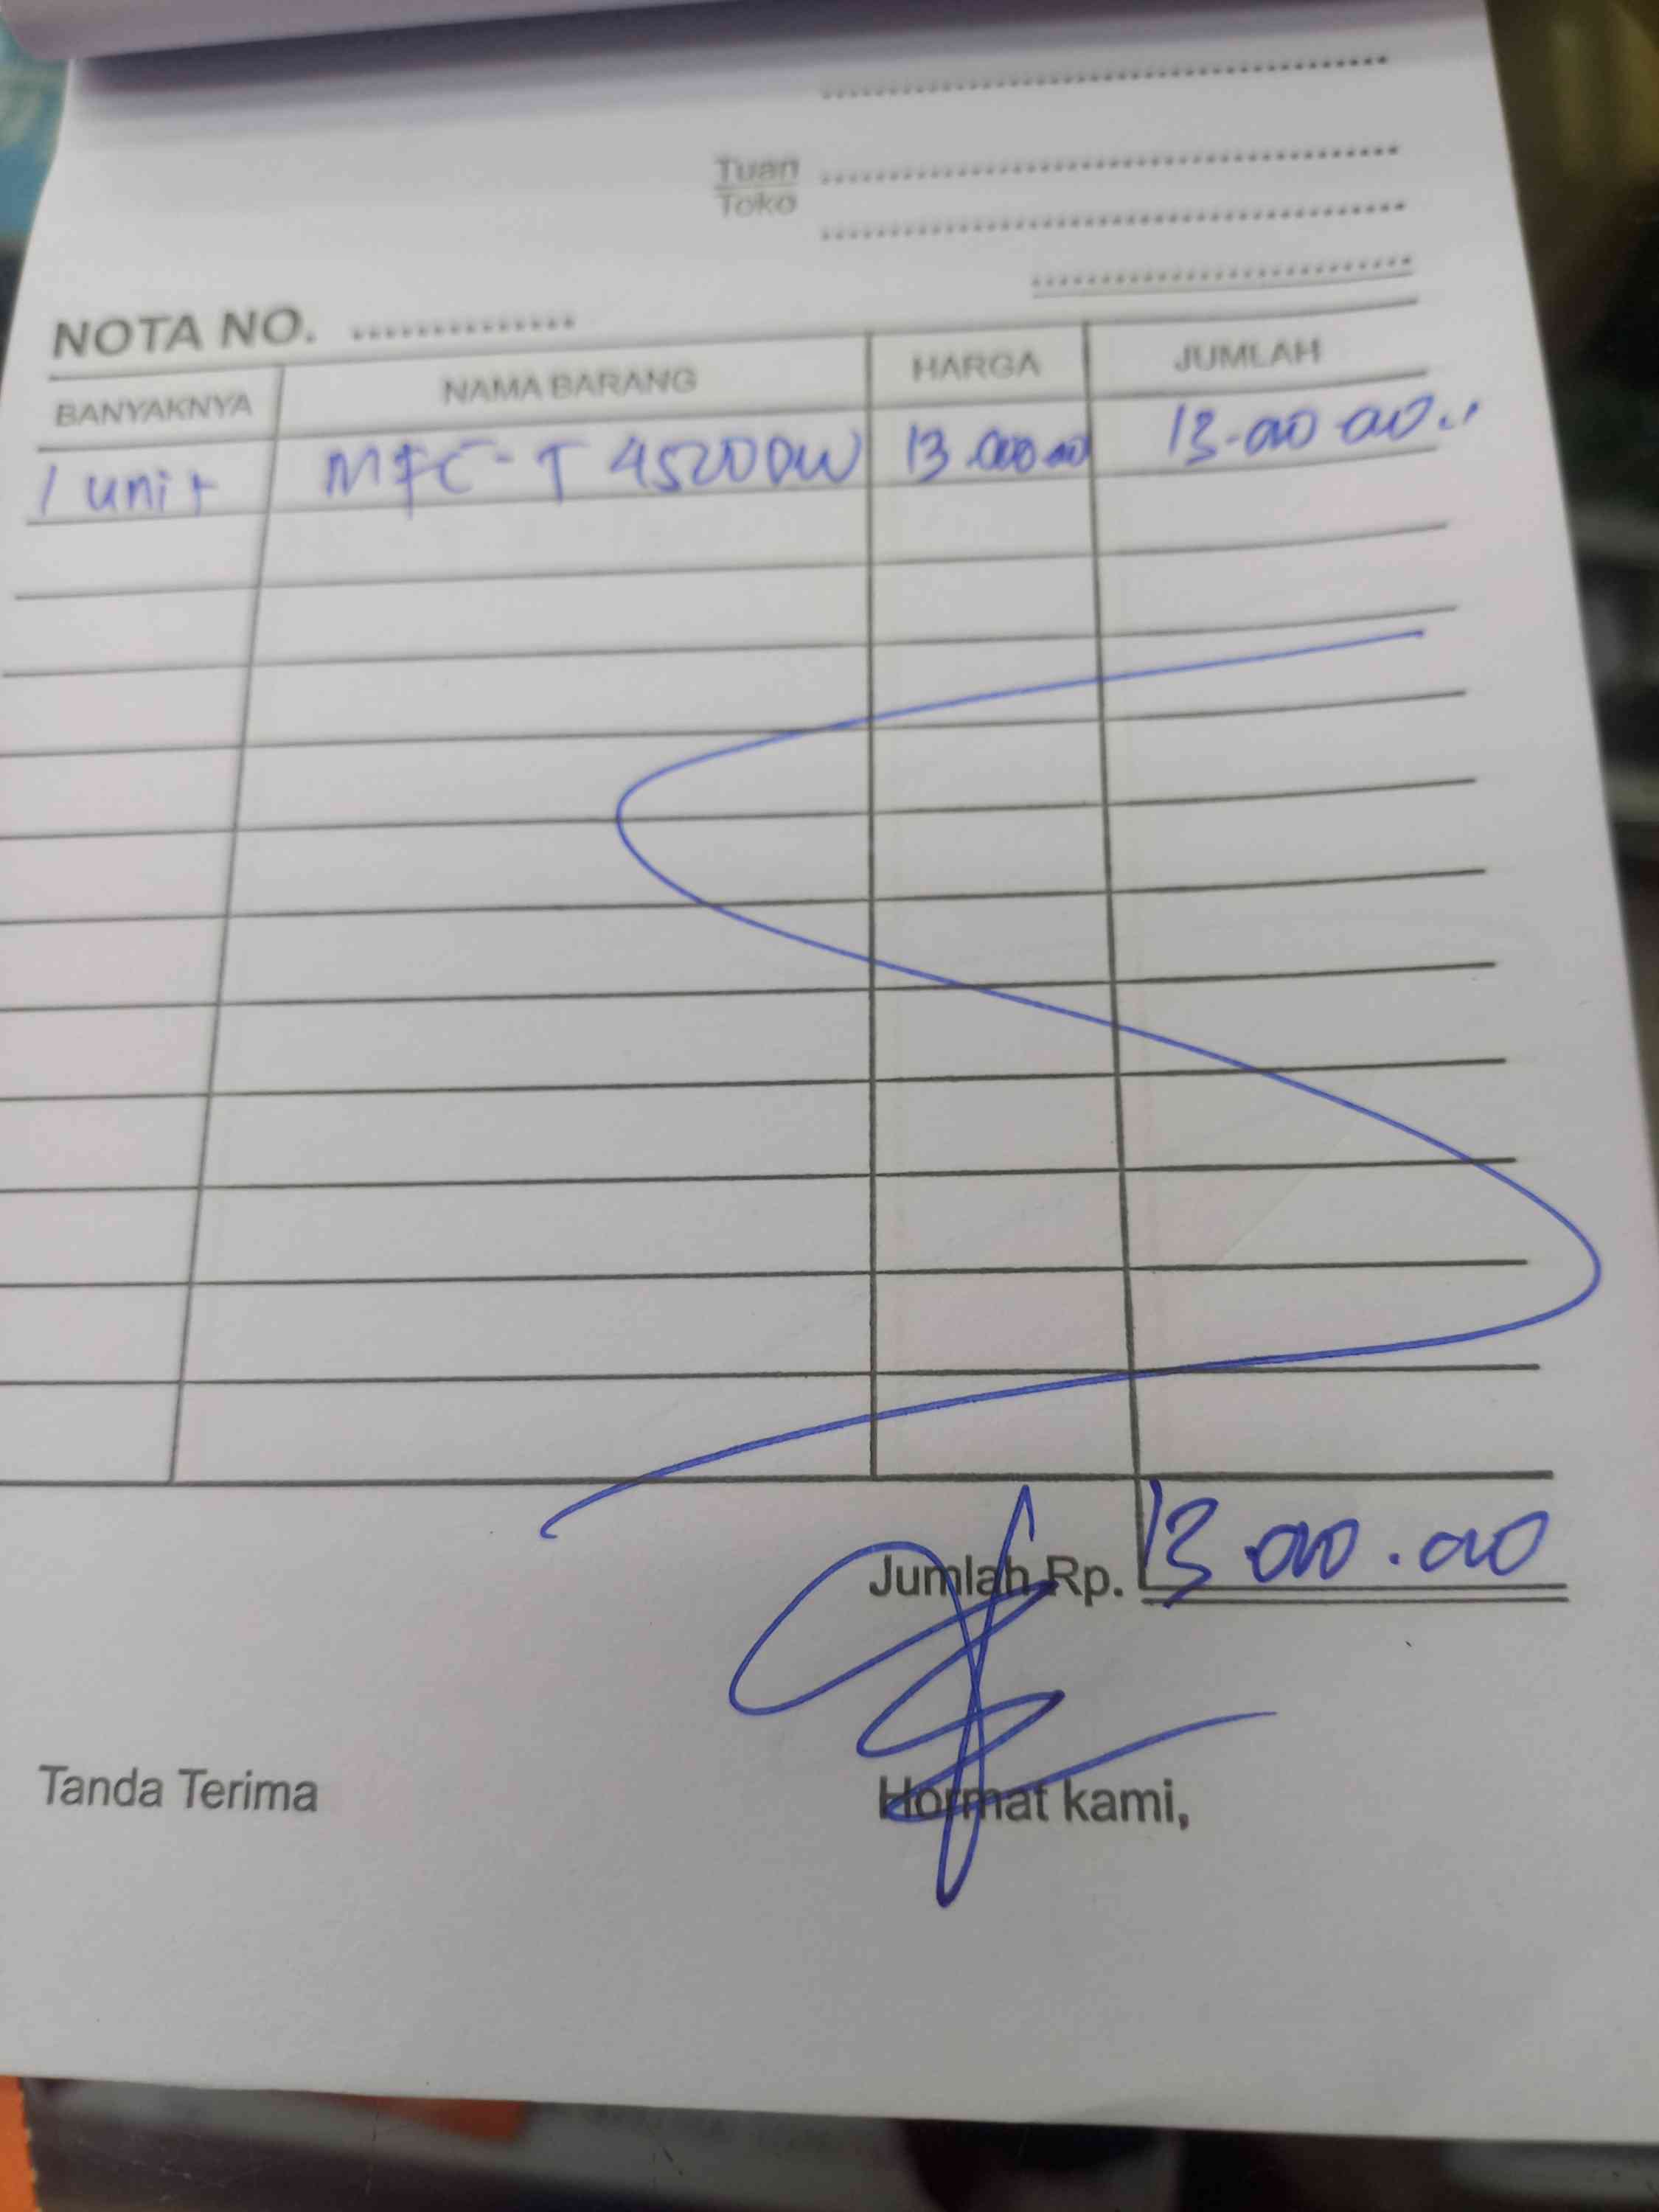 Tuan
Toko
NOTA NO. ..............
BANYAKNYA NAMA BARANG HARGA JUMLAH
1 unit MFC-T 4520DW 13.000.000 13.000.000..
Jumlah Rp. 13.000.000
Tanda Terima Hormat kami,